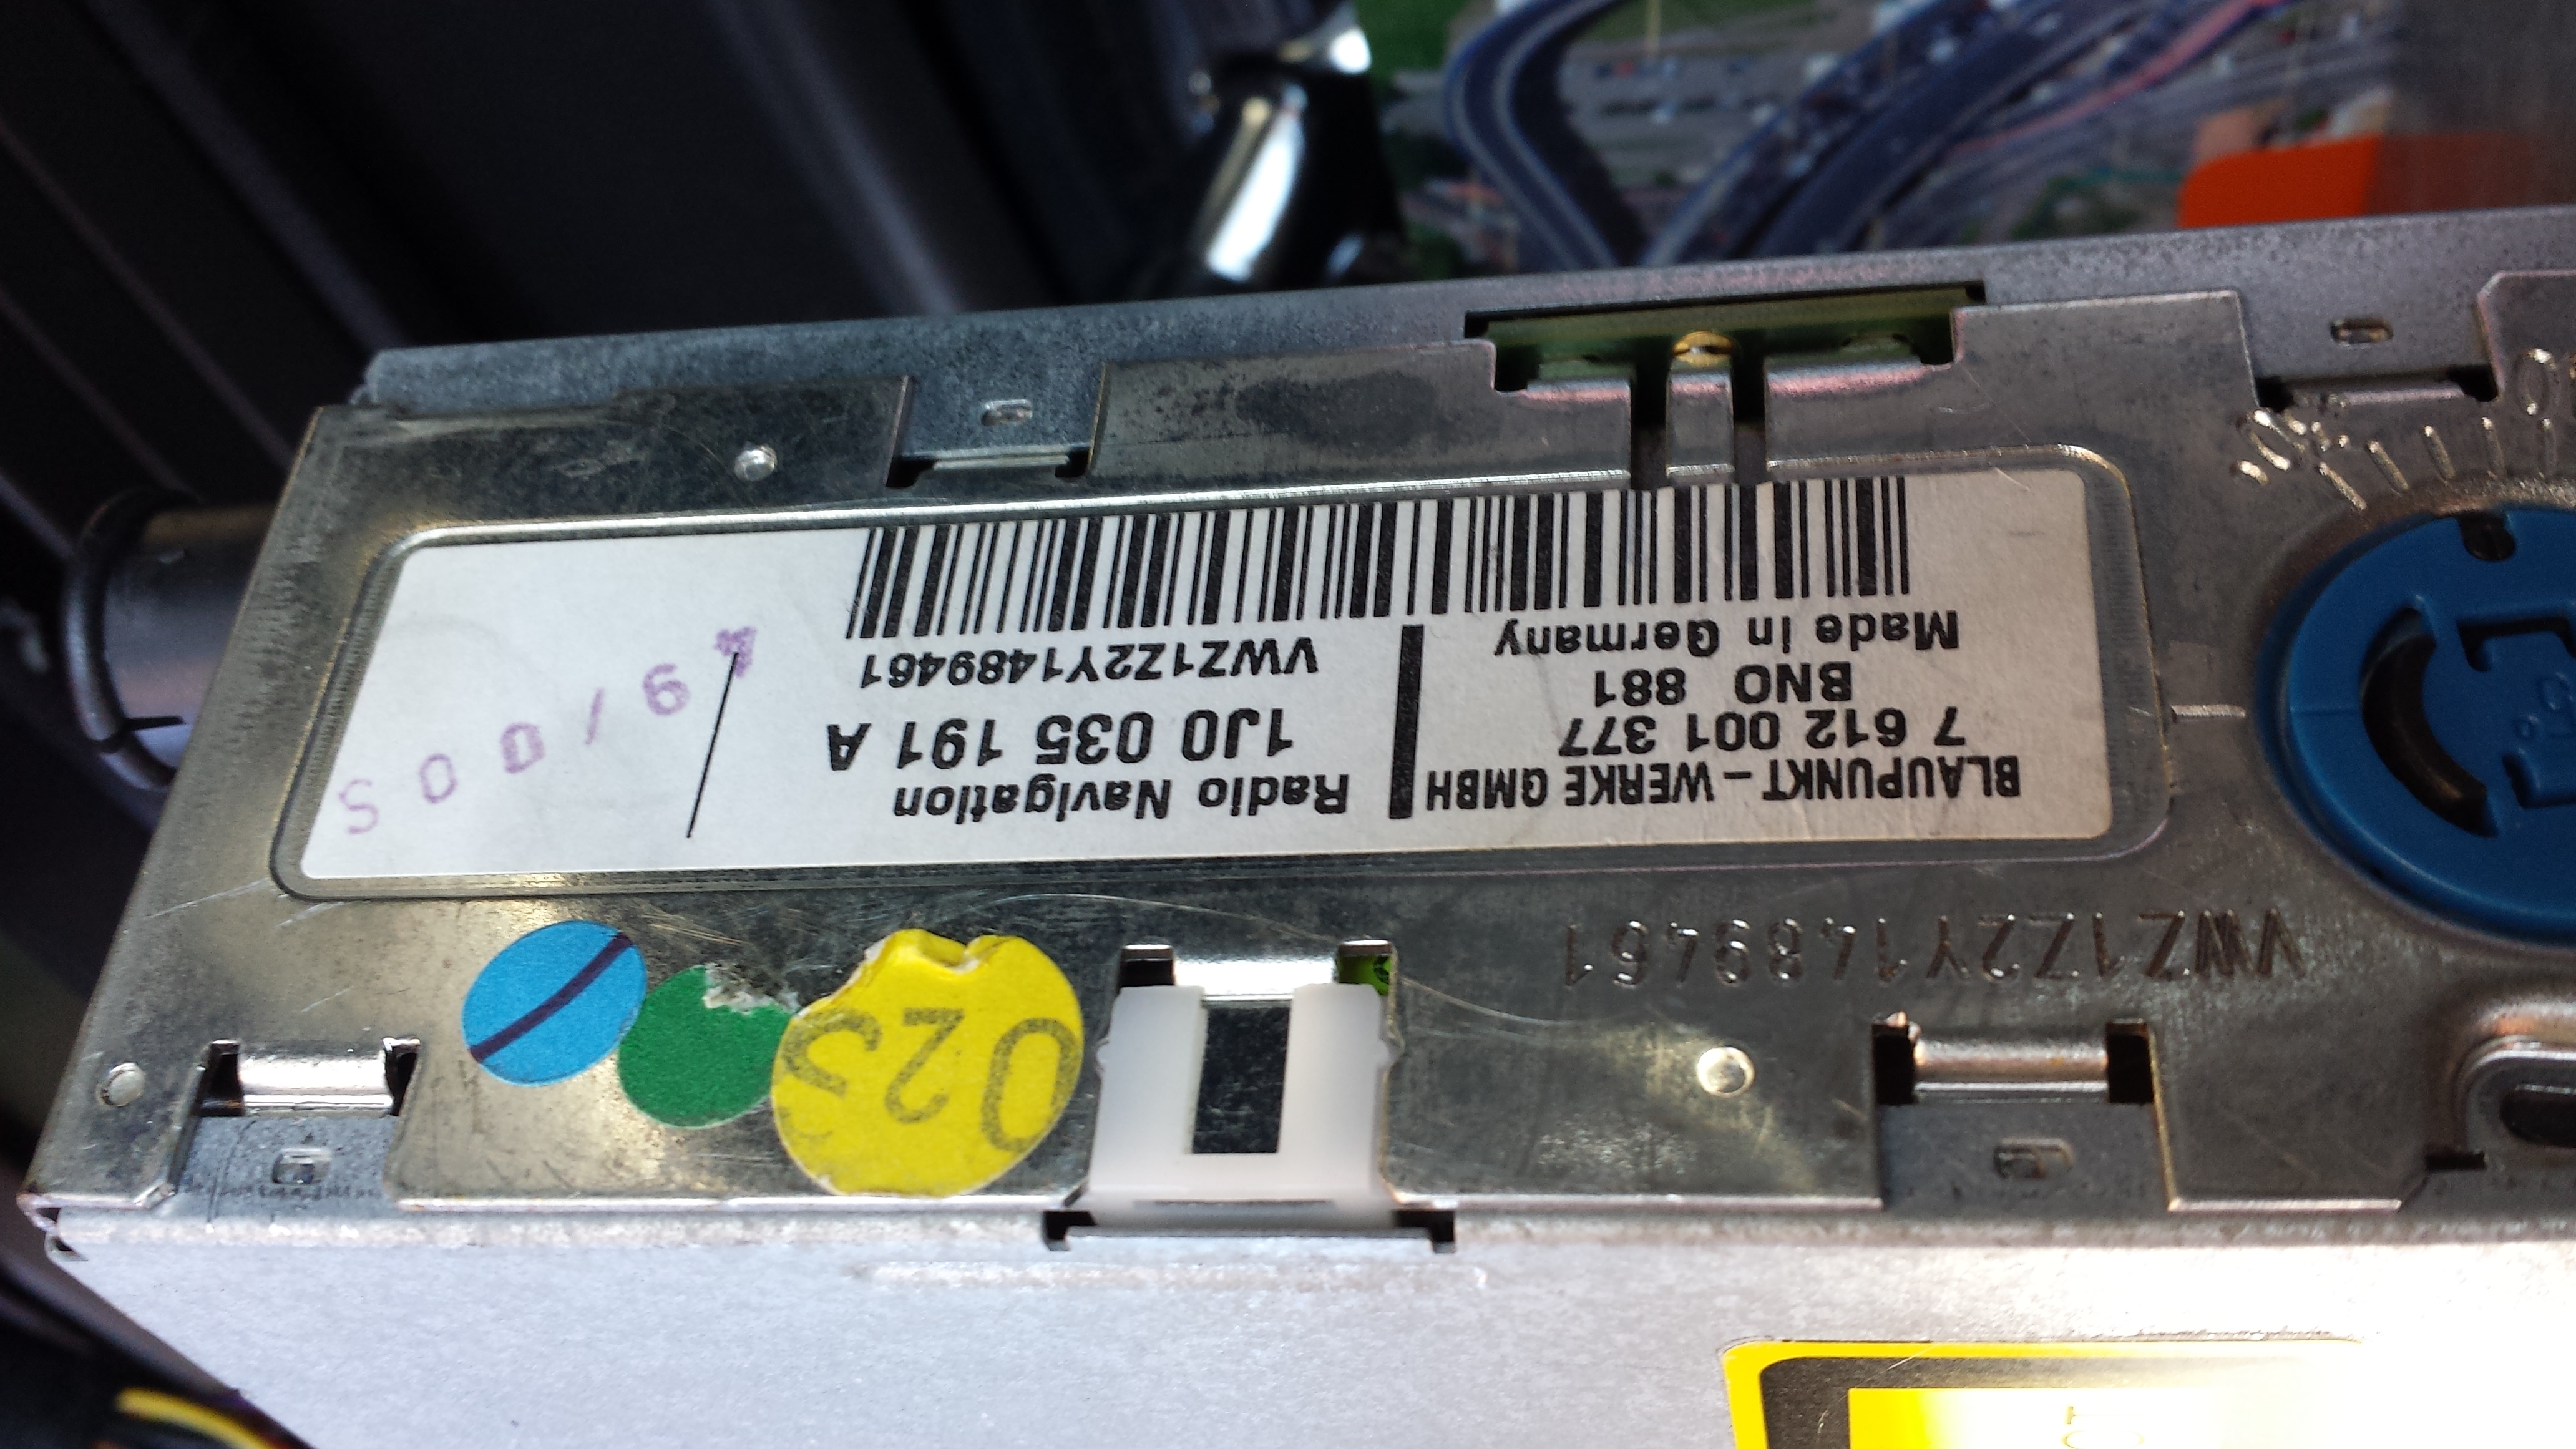 BLAUPUNKT - WERKE GMBH
7 612 001 377
BNO 881
Made in Germany
Radio Navigation
1J0 035 191 A
VWZ1Z2Y1489461
VWZ1Z2Y1489461
023